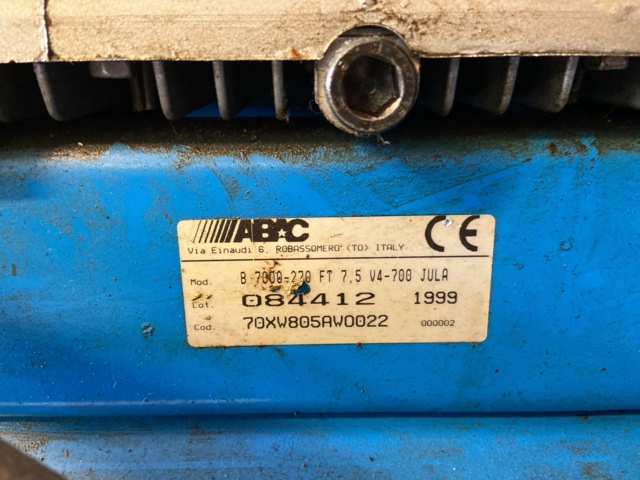 ABAC CE
Via Einaudi 6, ROBASSOMERO (TO) ITALY
Mod. B 7000-270 FT 7,5 V4-700 JULA
Lot. 084412 1999
Cod. 70XW805AW0022 000002